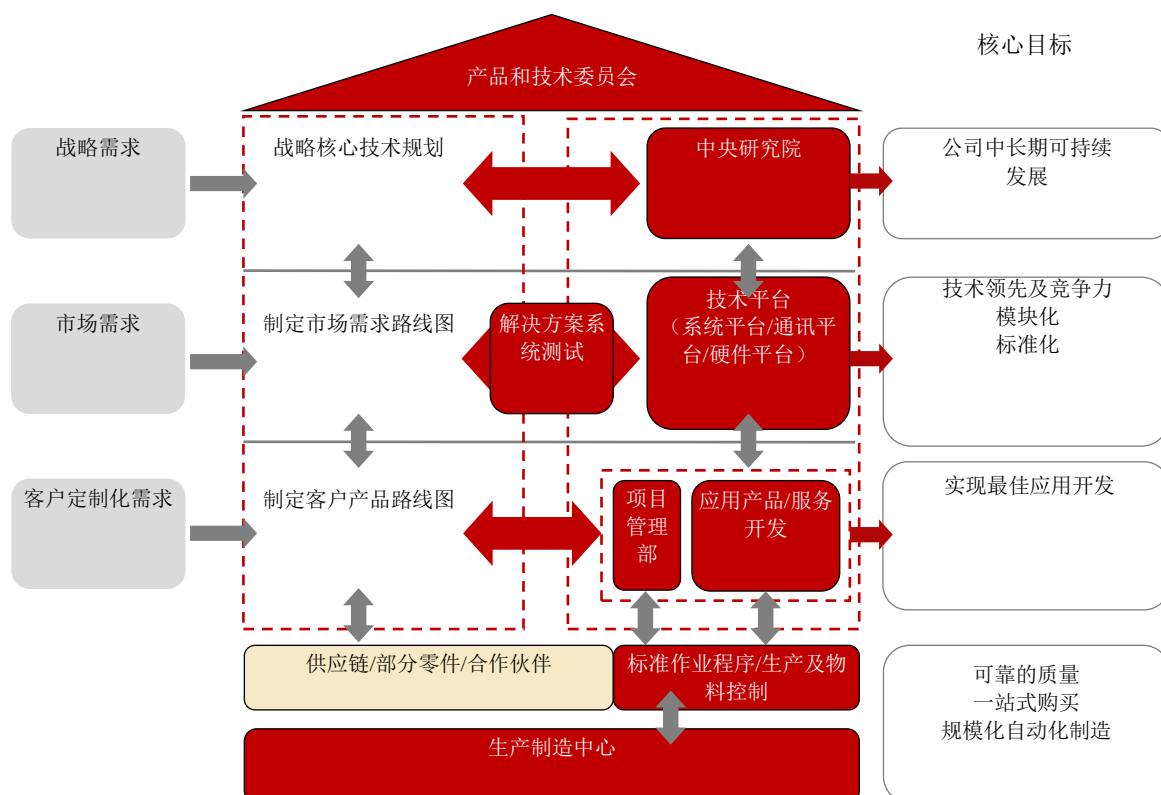 核心目标
产品和技术委员会
战略需求
战略核心技术规划
中央研究院
公司中长期可持续
发展
市场需求
制定市场需求路线图
解决方案系
统测试
技术平台
（系统平台/通讯平
台/硬件平台）
技术领先及竞争力
模块化
标准化
客户定制化需求
制定客户产品路线图
项目
管理
部
应用产品/服务
开发
实现最佳应用开发
供应链/部分零件/合作伙伴
标准作业程序/生产及物
料控制
可靠的质量
一站式购买
规模化自动化制造
生产制造中心